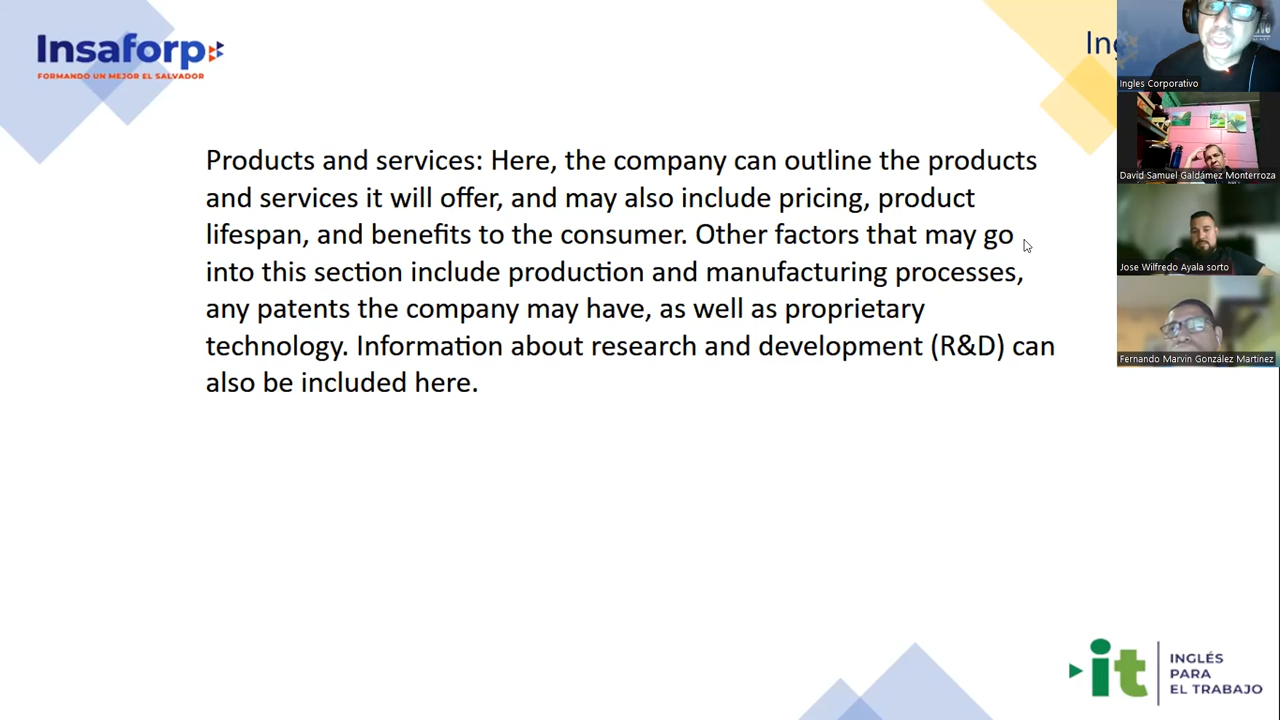 Insaforp
FORMANDO UN MEJOR EL SALVADOR
Ingles Corporativo
David Samuel Galdámez Monterroza
Jose Wilfredo Ayala sorto
Fernando Marvin González Martinez
Products and services: Here, the company can outline the products
and services it will offer, and may also include pricing, product
lifespan, and benefits to the consumer. Other factors that may go
into this section include production and manufacturing processes,
any patents the company may have, as well as proprietary
technology. Information about research and development (R&D) can
also be included here.
it
INGLÉS
PARA
EL TRABAJO